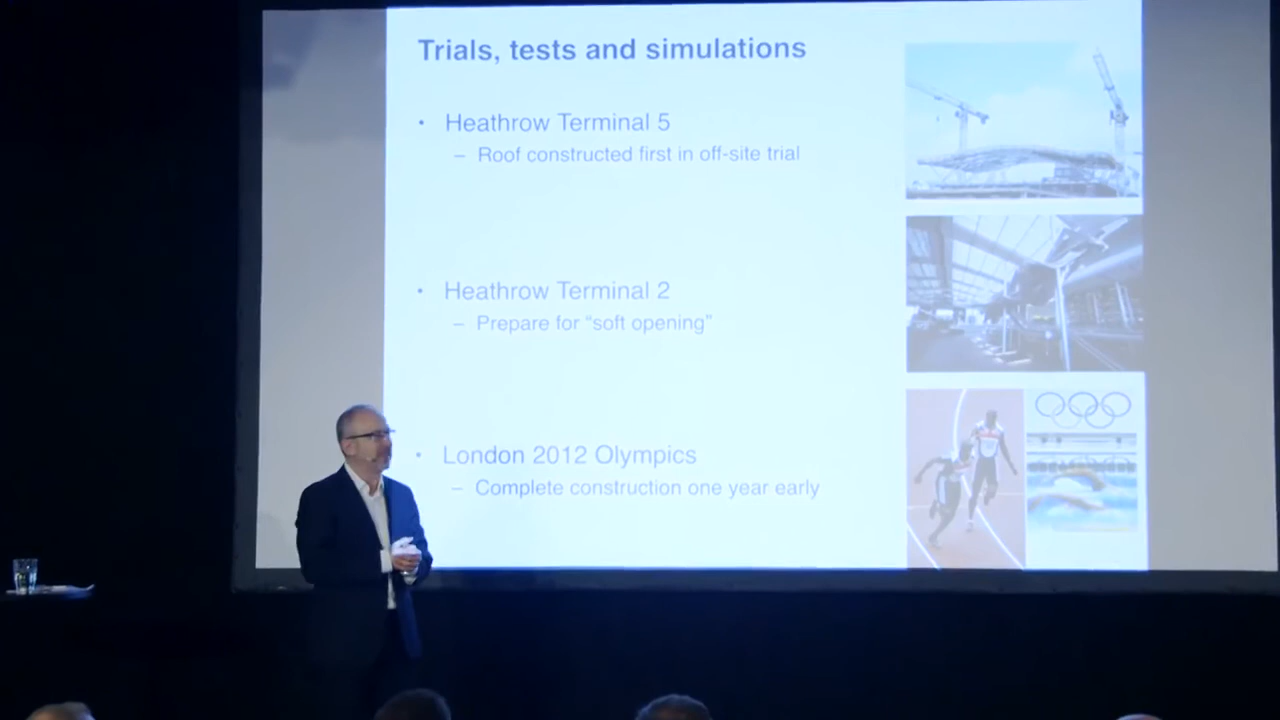 Trials, tests and simulations
• Heathrow Terminal 5
– Roof constructed first in off-site trial
• Heathrow Terminal 2
– Prepare for “soft opening”
• London 2012 Olympics
– Complete construction one year early